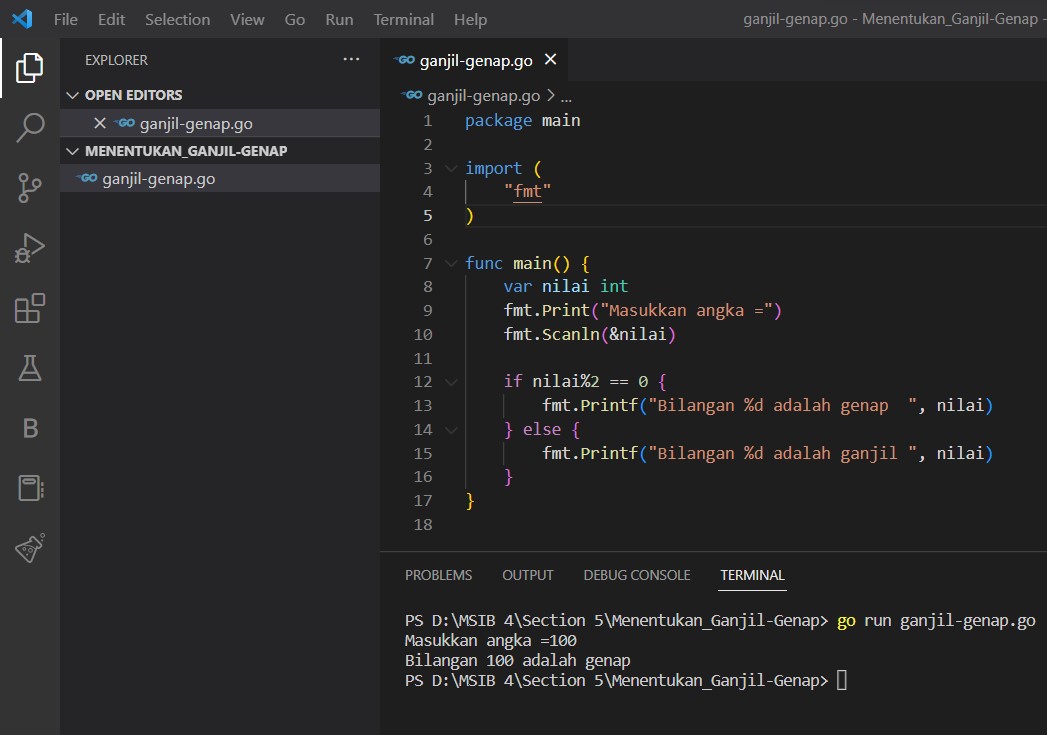 File Edit Selection View Go Run Terminal Help ganjil-genap.go - Menentukan_Ganjil-Genap -
EXPLORER ...
OPEN EDITORS
GO ganjil-genap.go
MENENTUKAN_GANJIL-GENAP
GO ganjil-genap.go
B
GO ganjil-genap.go
GO ganjil-genap.go > ...
1 package main
2
3 import (
4     "fmt"
5 )
6
7 func main() {
8     var nilai int
9     fmt.Print("Masukkan angka =")
10     fmt.Scanln(&nilai)
11
12     if nilai%2 == 0 {
13         fmt.Printf("Bilangan %d adalah genap  ", nilai)
14     } else {
15         fmt.Printf("Bilangan %d adalah ganjil ", nilai)
16     }
17 }
18
PROBLEMS OUTPUT DEBUG CONSOLE TERMINAL
PS D:\MSIB 4\Section 5\Menentukan_Ganjil-Genap> go run ganjil-genap.go
Masukkan angka =100
Bilangan 100 adalah genap
PS D:\MSIB 4\Section 5\Menentukan_Ganjil-Genap>